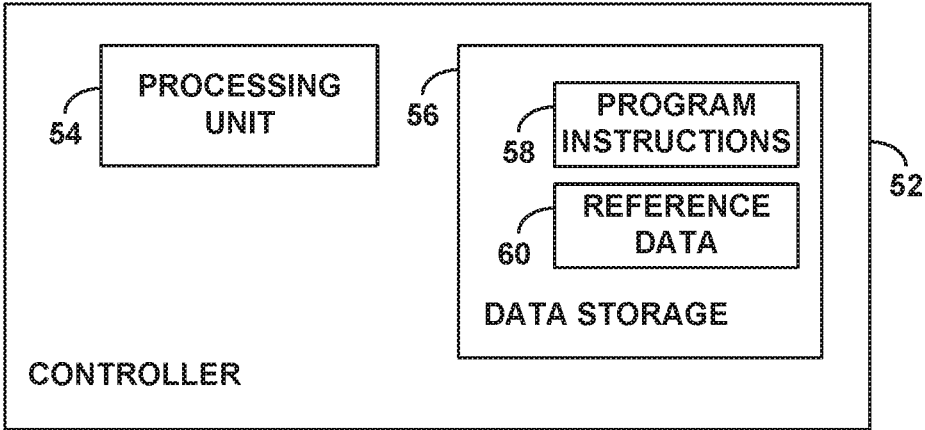 PROCESSING
UNIT
54
56
PROGRAM
INSTRUCTIONS
58
52
REFERENCE
DATA
60
DATA STORAGE
CONTROLLER